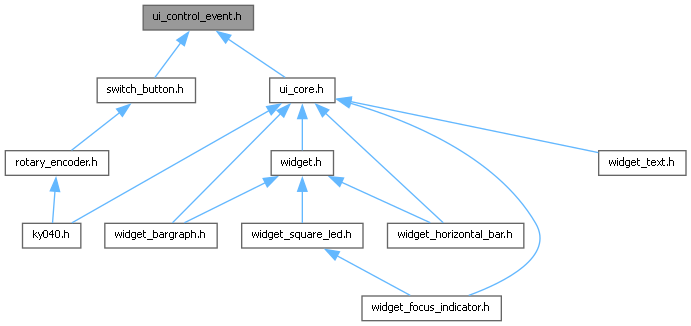 ui_control_event.h
switch_button.h
ui_core.h
rotary_encoder.h
widget.h
widget_text.h
ky040.h
widget_bargraph.h
widget_square_led.h
widget_horizontal_bar.h
widget_focus_indicator.h